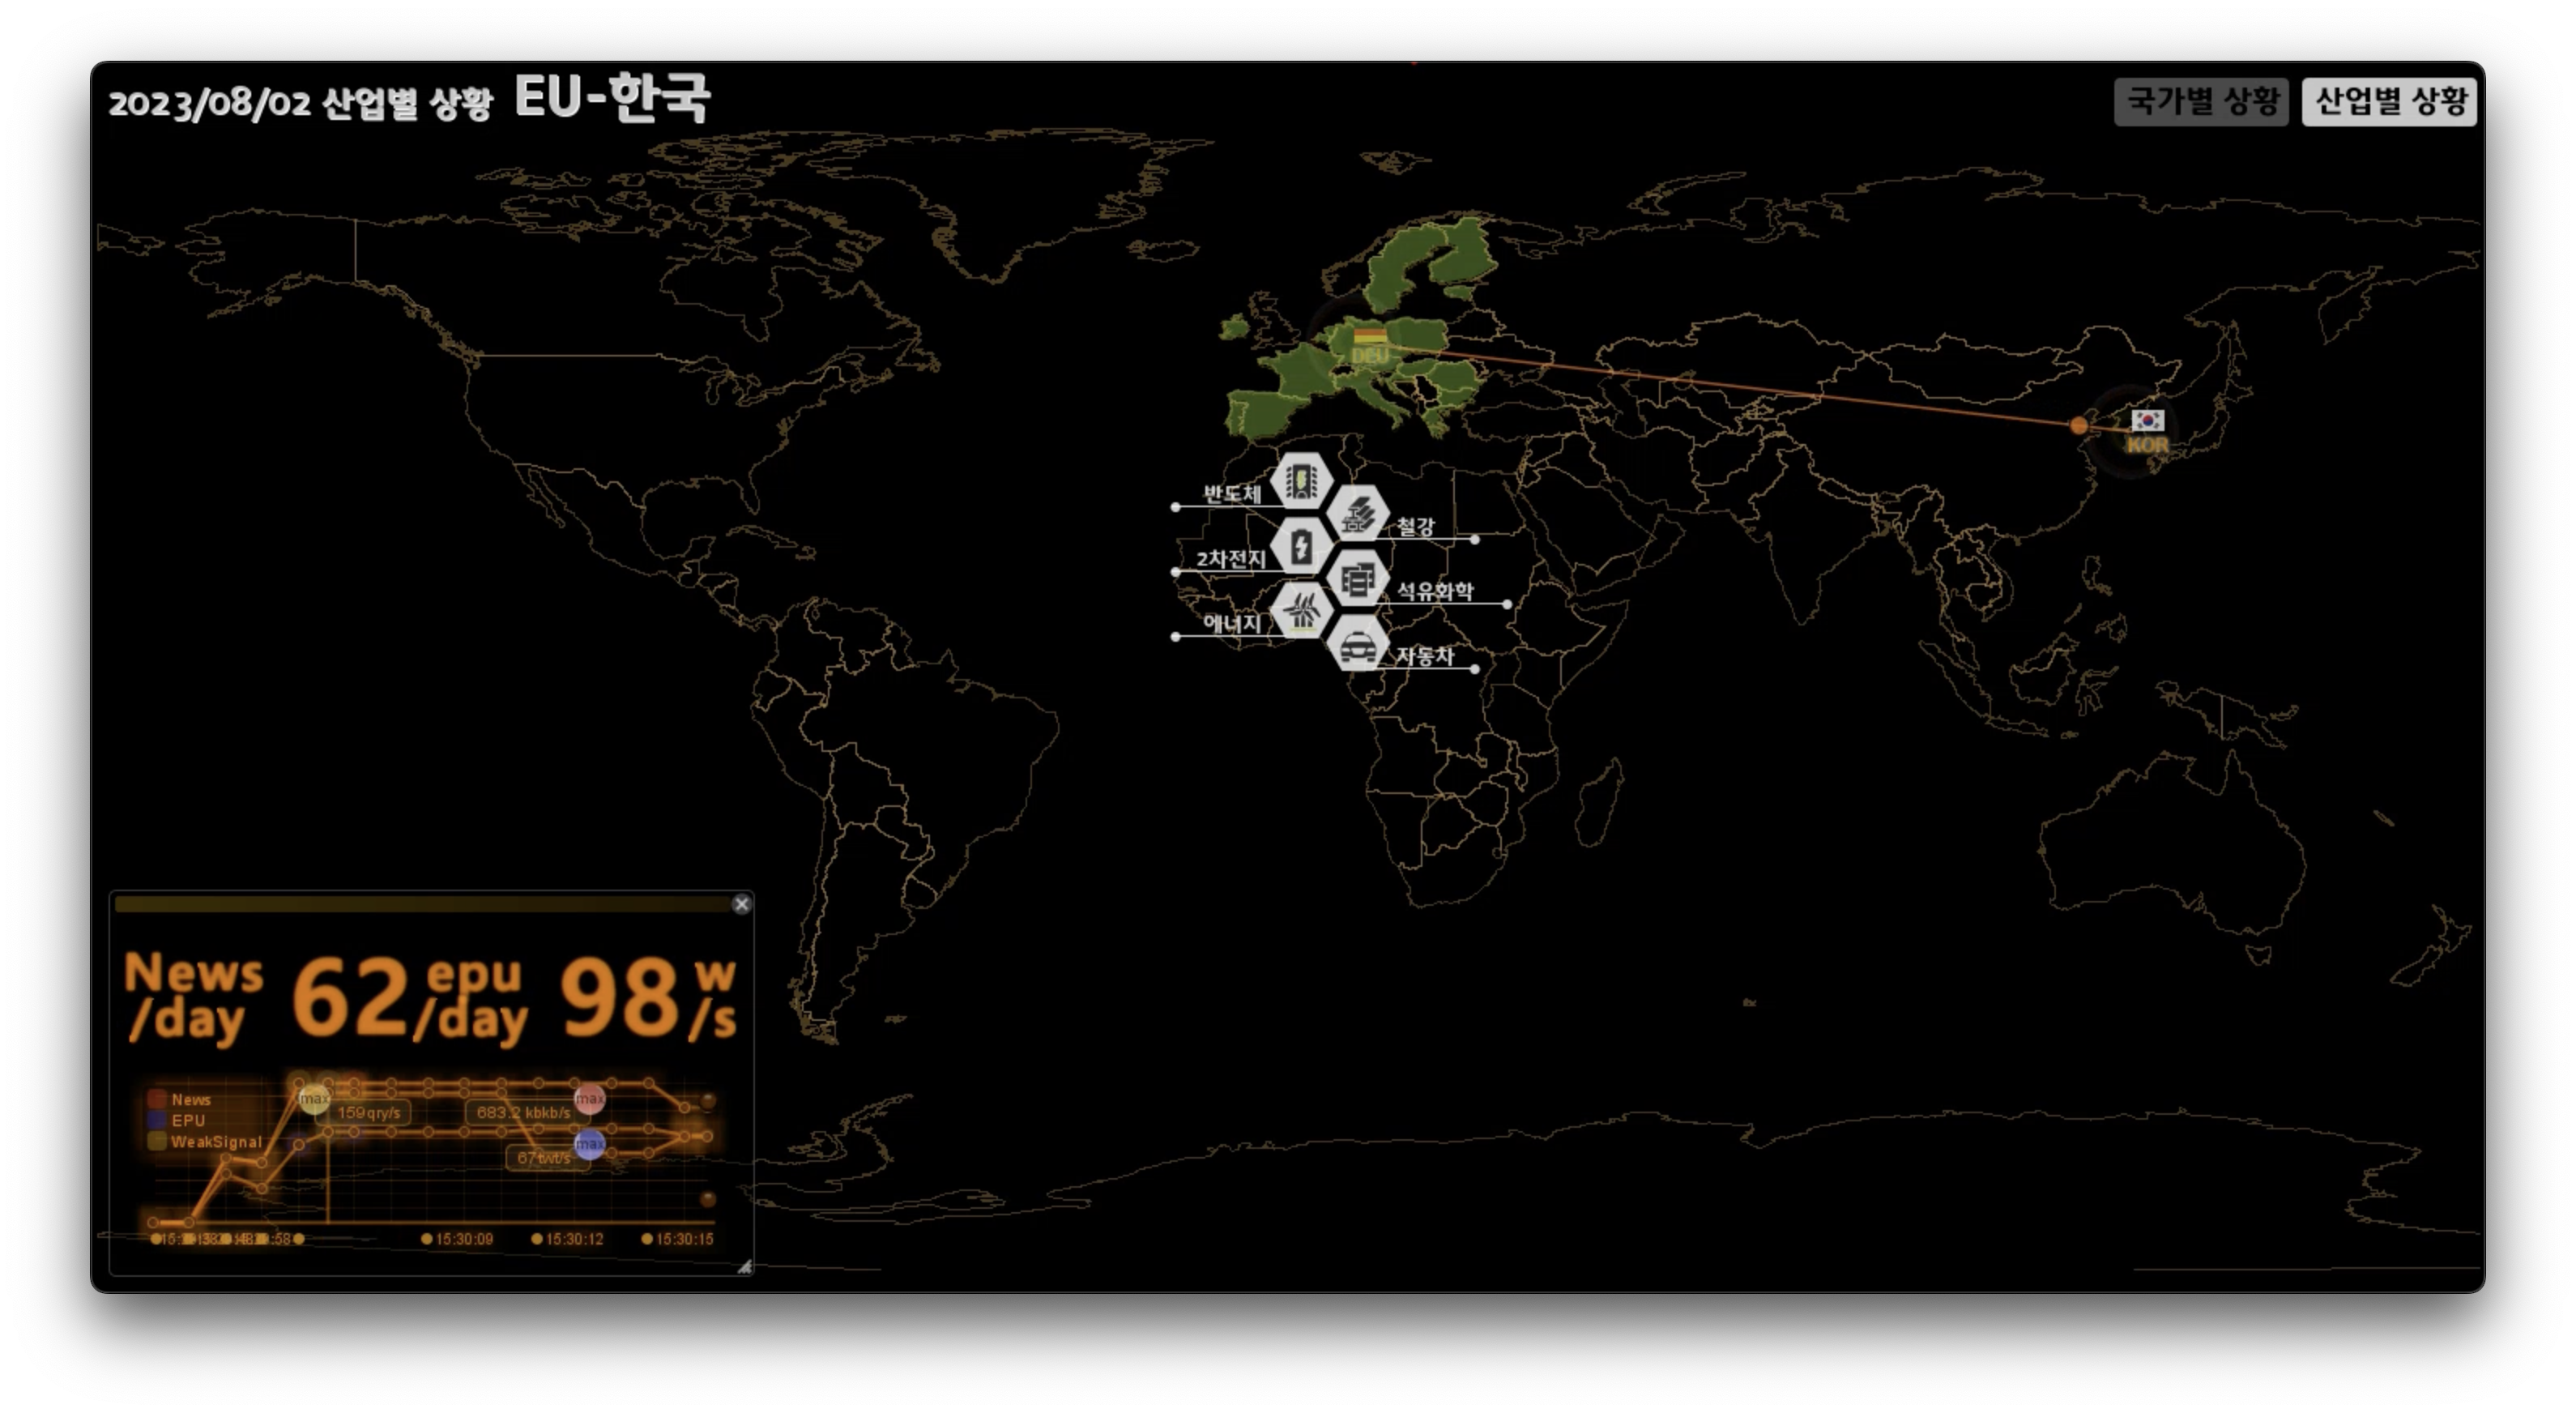 2023/08/02 산업별 상황 EU-한국
국가별 상황
산업별 상황
DEU
KOR
반도체
철강
2차전지
석유화학
에너지
자동차
News
/day
62
epu
/day
98
w
/s
News
EPU
WeakSignal
max
159qry/s
683.2 kbkb/s
max
67twt/s
max
15:30:09
15:30:12
15:30:15